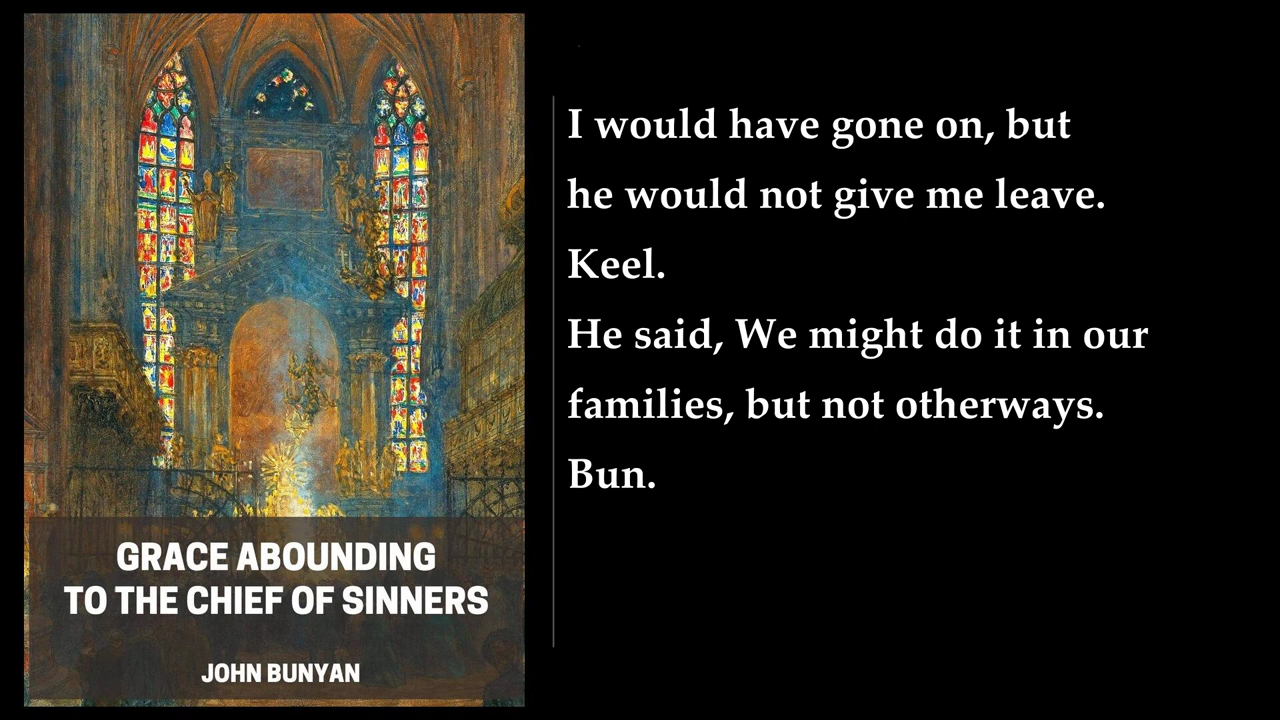 GRACE ABOUNDING
TO THE CHIEF OF SINNERS
JOHN BUNYAN
I would have gone on, but
he would not give me leave.
Keel.
He said, We might do it in our
families, but not otherways.
Bun.